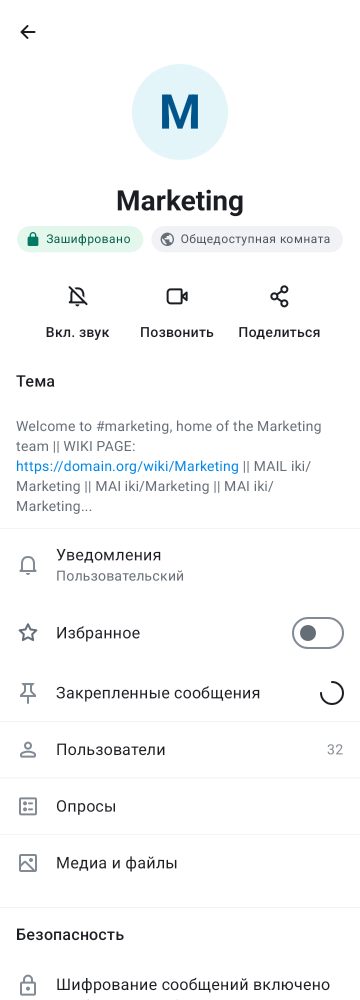 M
Marketing
Зашифровано
Общедоступная комната
Вкл. звук
Позвонить
Поделиться
Тема
Welcome to #marketing, home of the Marketing
team || WIKI PAGE:
https://domain.org/wiki/Marketing || MAIL iki/
Marketing || MAI iki/Marketing || MAI iki/
Marketing...
Уведомления
Пользовательский
Избранное
Закрепленные сообщения
Пользователи
32
Опросы
Медиа и файлы
Безопасность
Шифрование сообщений включено